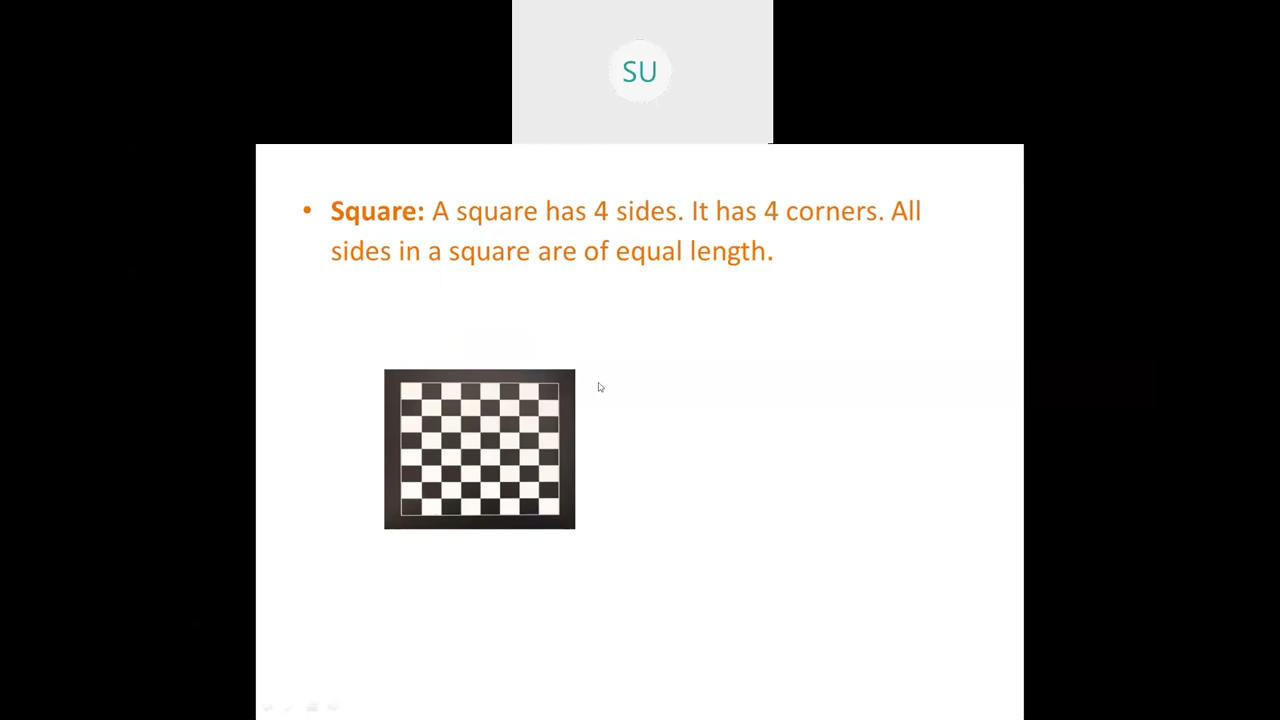 SU
• Square: A square has 4 sides. It has 4 corners. All
sides in a square are of equal length.